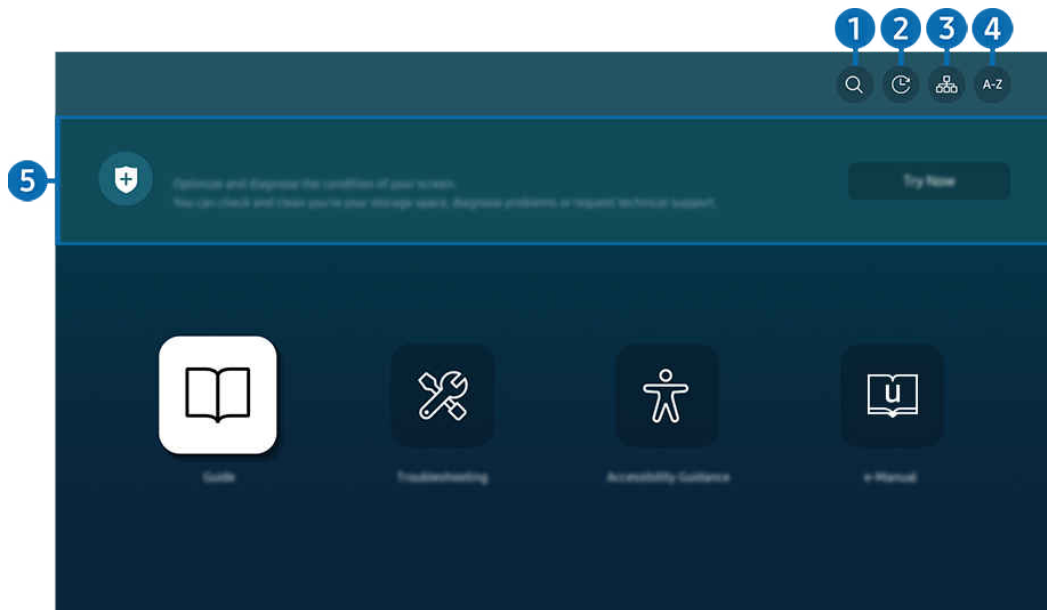 1 2 3 4
A-Z
5
Optimize and diagnose the condition of your screen.
You can check and clean you're your storage space, diagnose problems or request technical support.
Try Now
u
Guide Troubleshooting Accessibility Guidance e-Manual